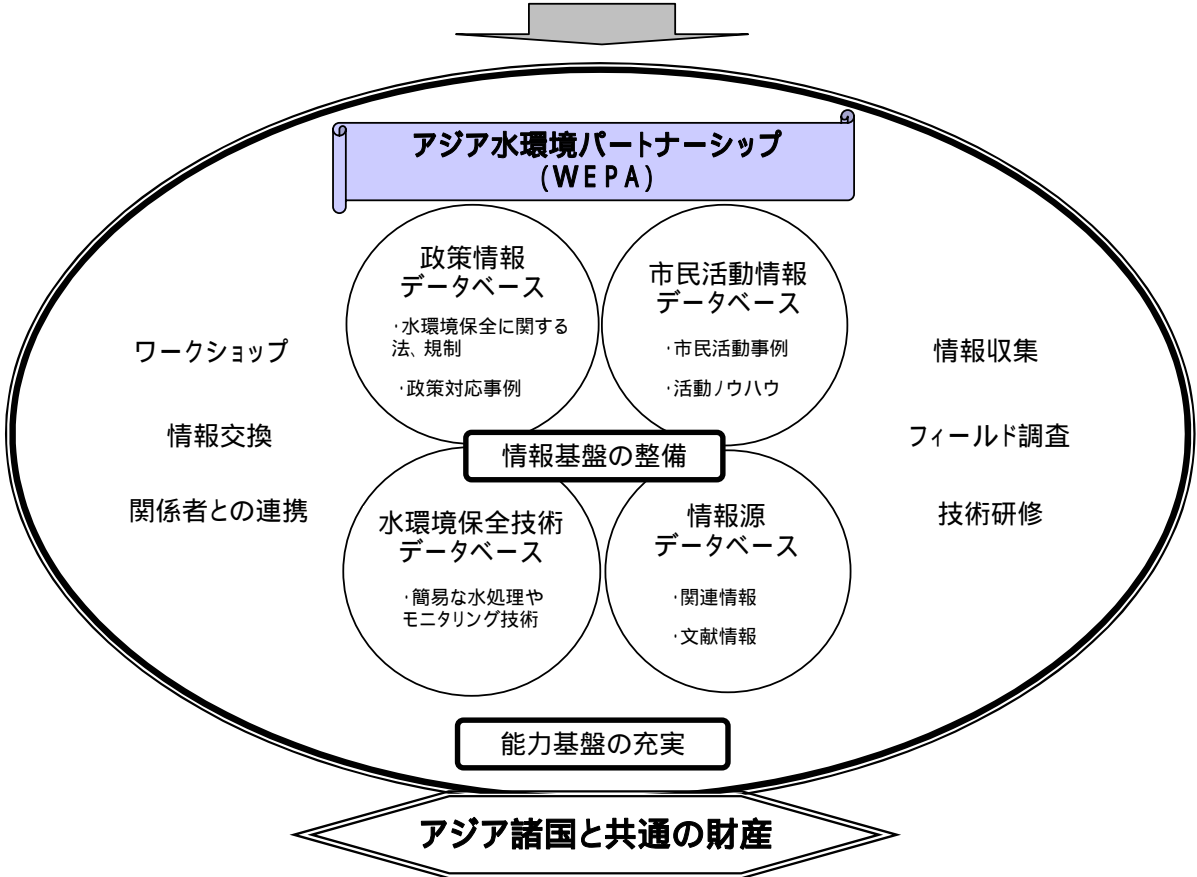 アジア水環境パートナーシップ
(WEPA)
政策情報
データベース
・水環境保全に関する
法、規制
・政策対応事例
市民活動情報
データベース
・市民活動事例
・活動ノウハウ
ワークショップ
情報交換
関係者との連携
情報収集
フィールド調査
技術研修
情報基盤の整備
水環境保全技術
データベース
・簡易な水処理や
モニタリング技術
情報源
データベース
・関連情報
・文献情報
能力基盤の充実
アジア諸国と共通の財産